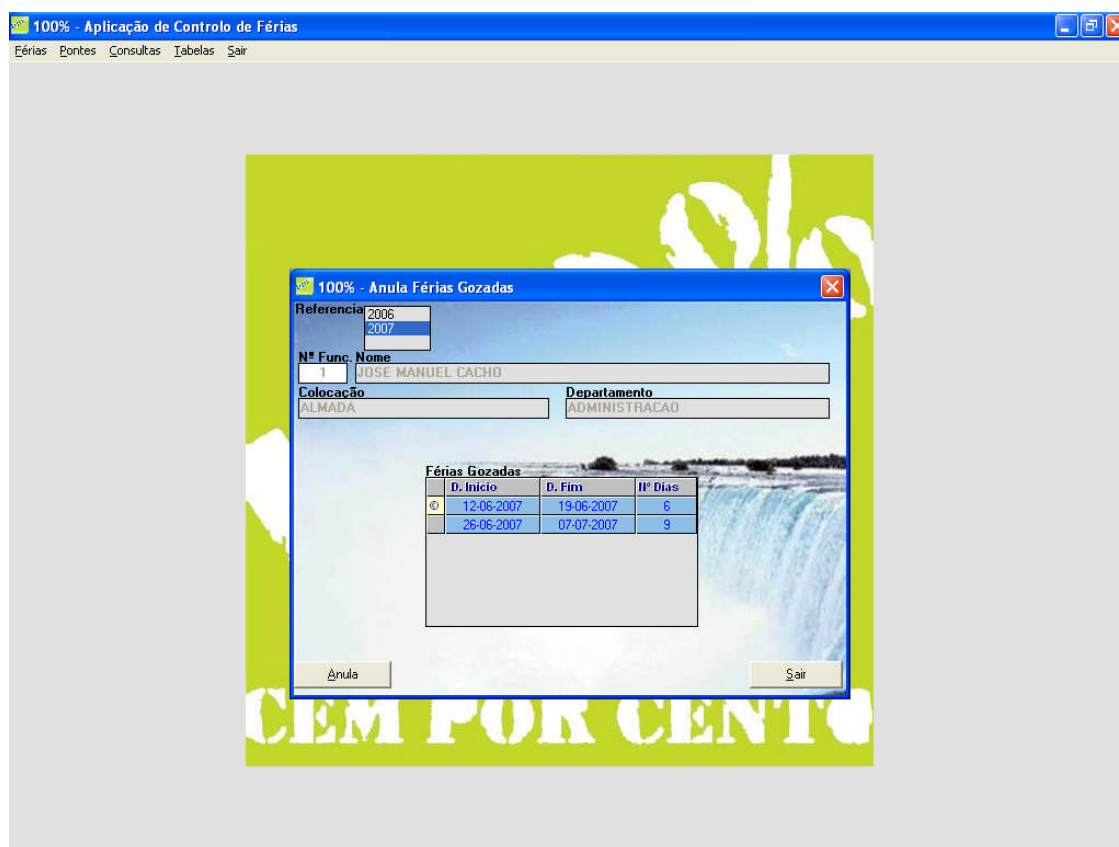 100% - Aplicação de Controlo de Férias
Férias Pontes Consultas Tabelas Sair
100% - Anula Férias Gozadas
Referencia 2006
2007
Nº Func. Nome
1 JOSE MANUEL CACHO
Colocação Departamento
ALMADA ADMINISTRACAO
Férias Gozadas
D. Inicio D. Fim Nº Dias
© 12-06-2007 19-06-2007 6
26-06-2007 07-07-2007 9
Anula Sair
CEM POR CENTO